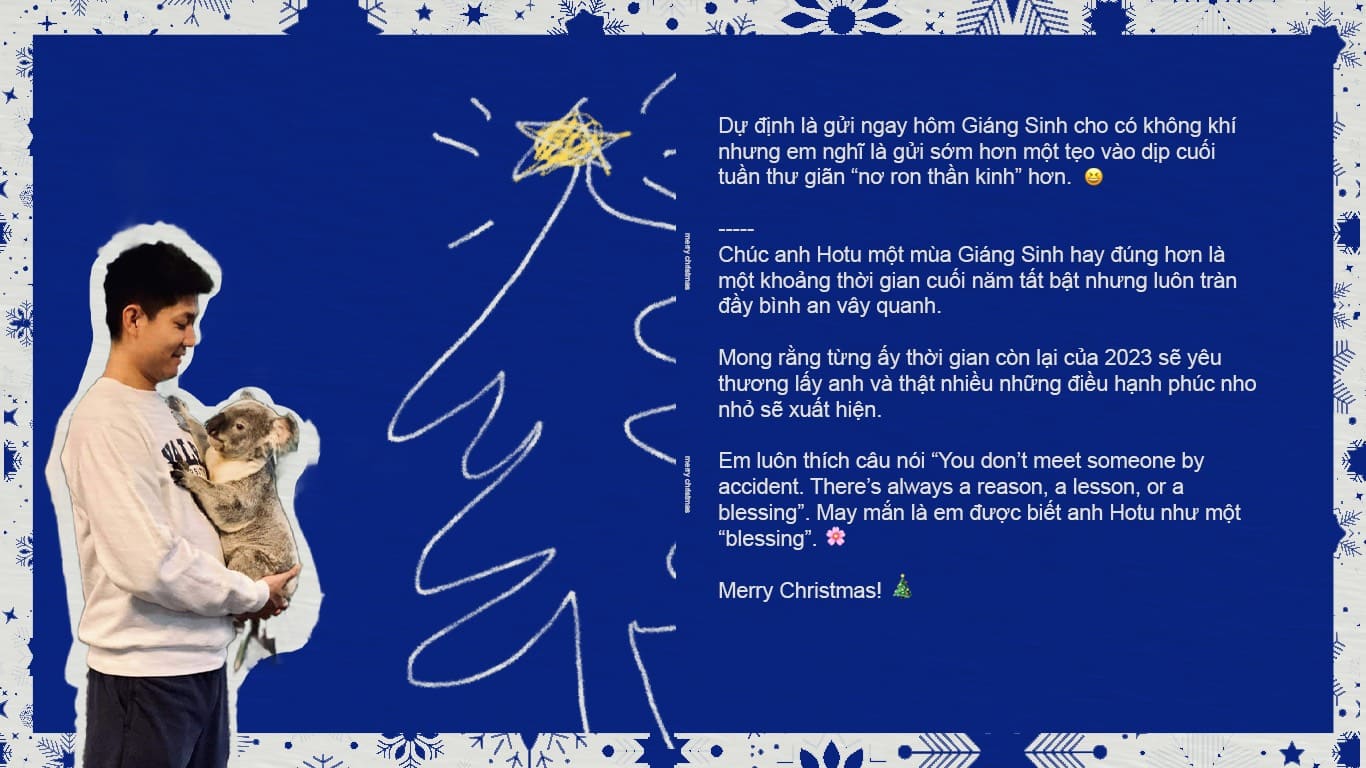 Dự định là gửi ngay hôm Giáng Sinh cho có không khí
nhưng em nghĩ là gửi sớm hơn một tẹo vào dịp cuối
tuần thư giãn “nơ ron thần kinh” hơn. 😆
-----
Chúc anh Hotu một mùa Giáng Sinh hay đúng hơn là
một khoảng thời gian cuối năm tất bật nhưng luôn tràn
đầy bình an vây quanh.
Mong rằng từng ấy thời gian còn lại của 2023 sẽ yêu
thương lấy anh và thật nhiều những điều hạnh phúc nho
nhỏ sẽ xuất hiện.
Em luôn thích câu nói “You don’t meet someone by
accident. There’s always a reason, a lesson, or a
blessing”. May mắn là em được biết anh Hotu như một
“blessing”. 🌸
Merry Christmas! 🎄
merry christmas
merry christmas